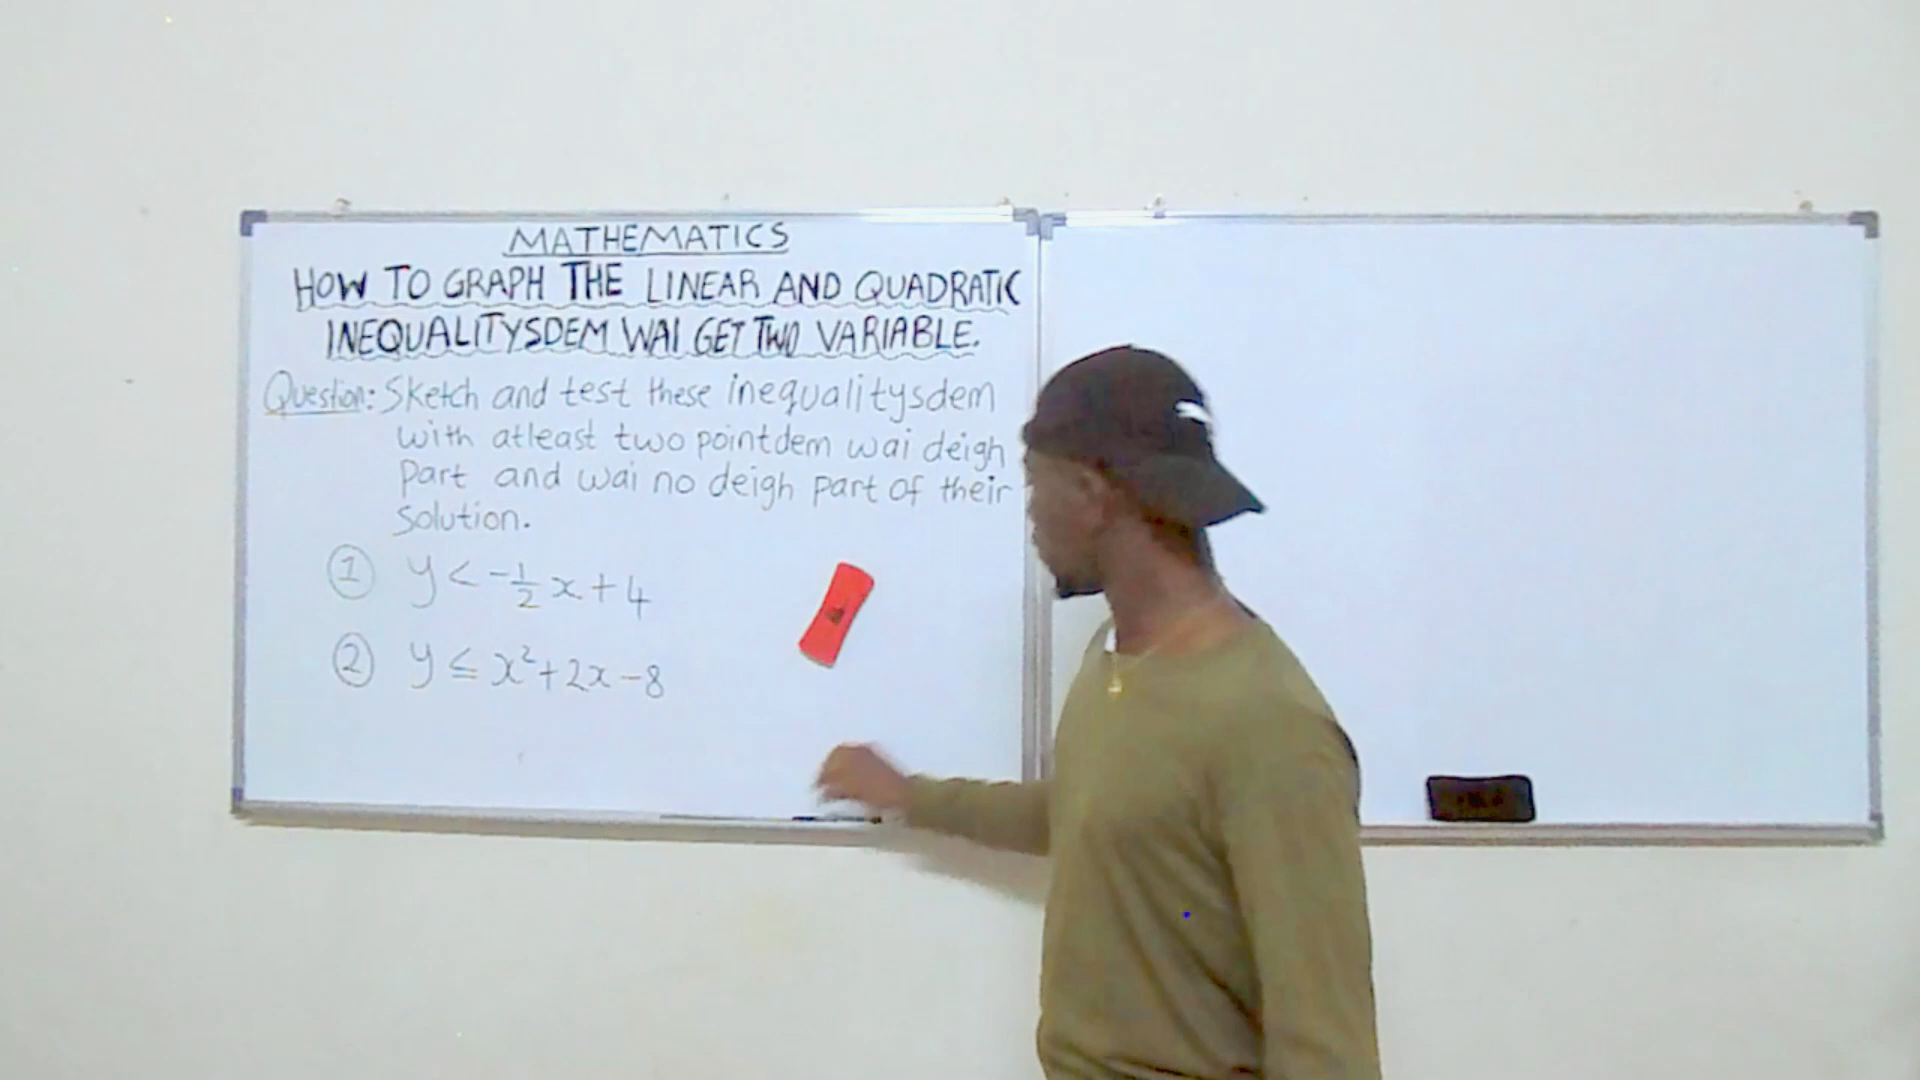 MATHEMATICS
HOW TO GRAPH THE LINEAR AND QUADRATIC
INEQUALITYSDEM WAI GET TWO VARIABLE.
Question: Sketch and test these inequalitysdem
with atleast two pointdem wai deigh
part and wai no deigh part of their
solution.
① y < -1/2 x + 4
② y ≤ x² + 2x - 8